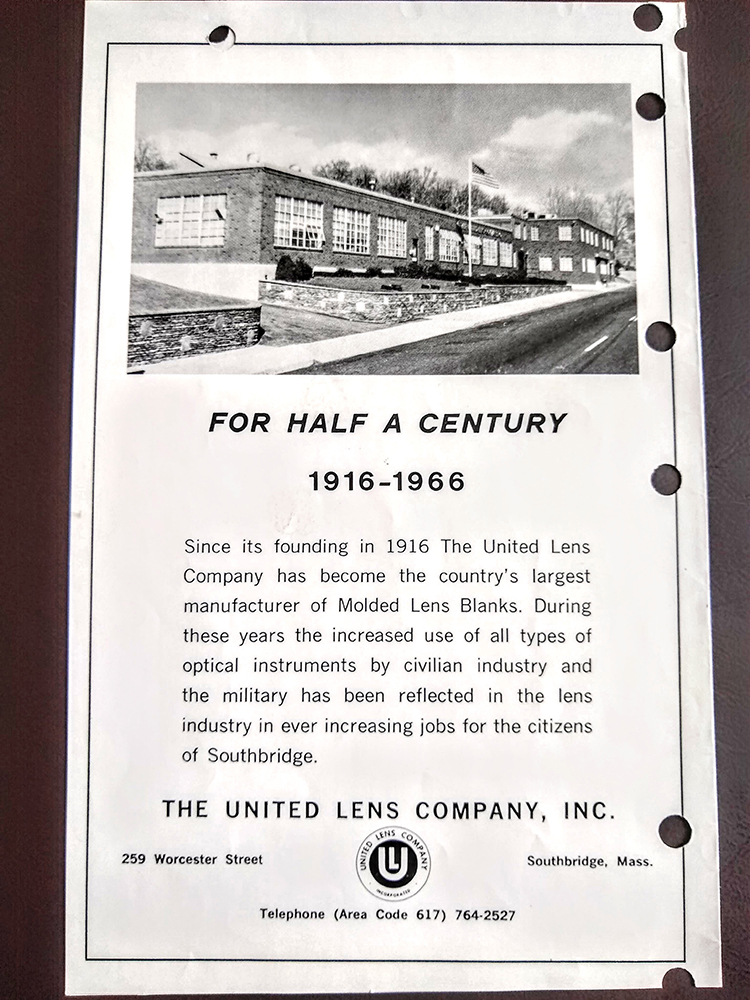 FOR HALF A CENTURY
1916-1966
Since its founding in 1916 The United Lens
Company has become the country's largest
manufacturer of Molded Lens Blanks. During
these years the increased use of all types of
optical instruments by civilian industry and
the military has been reflected in the lens
industry in ever increasing jobs for the citizens
of Southbridge.
THE UNITED LENS COMPANY, INC.
259 Worcester Street
UNITED LENS COMPANY
UL
INCORPORATED
Southbridge, Mass.
Telephone (Area Code 617) 764-2527